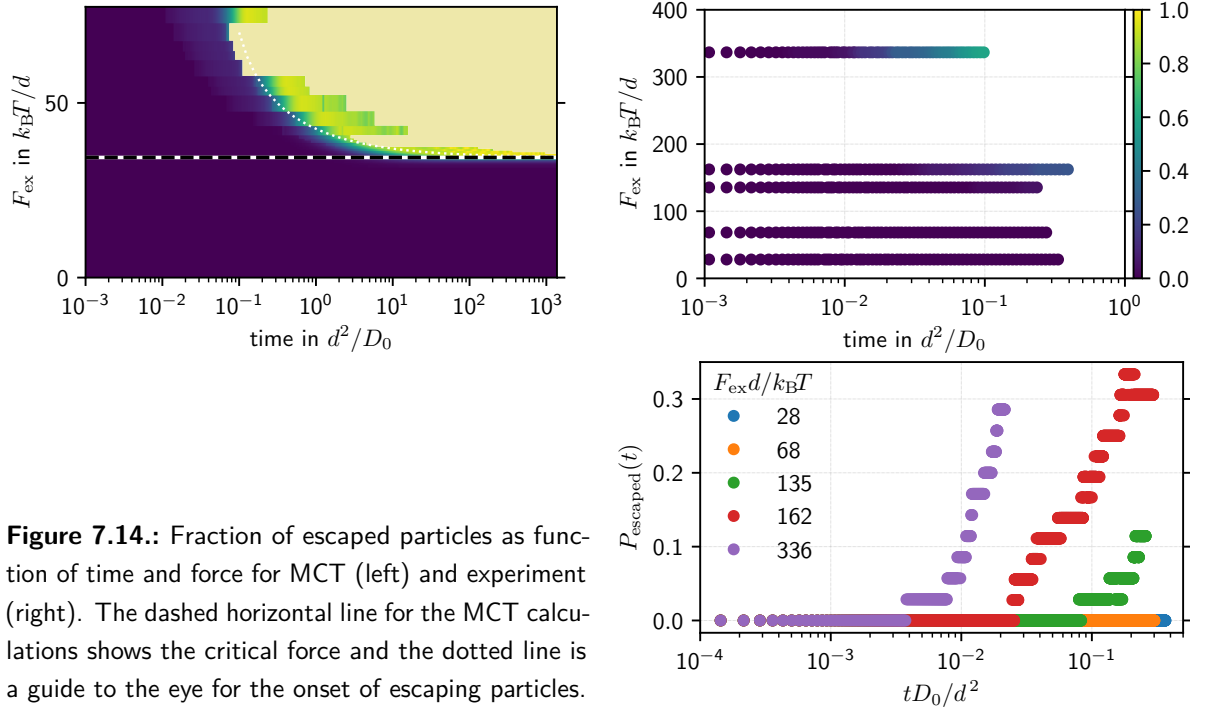 50
0
F_ex in k_BT/d
10^−3 10^−2 10^−1 10^0 10^1 10^2 10^3
time in d^2/D_0
400
300
200
100
0
F_ex in k_BT/d
10^−3 10^−2 10^−1 10^0
time in d^2/D_0
1.0
0.8
0.6
0.4
0.2
0.0
F_exd/k_BT
28
68
135
162
336
0.3
0.2
0.1
0.0
P_escaped(t)
10^−4 10^−3 10^−2 10^−1
tD_0/d^2
Figure 7.14.: Fraction of escaped particles as func-
tion of time and force for MCT (left) and experiment
(right). The dashed horizontal line for the MCT calcu-
lations shows the critical force and the dotted line is
a guide to the eye for the onset of escaping particles.